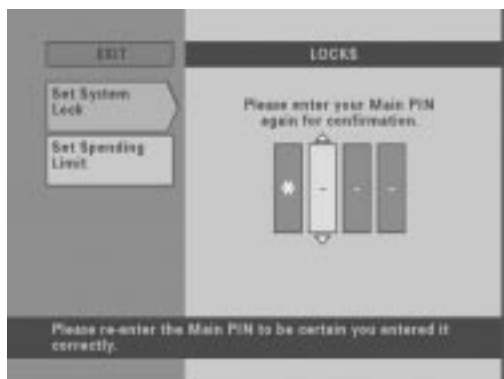 EXIT
LOCKS
Set System
Lock
Set Spending
Limit
Please enter your Main PIN
again for confirmation.
* - - -
Please re-enter the Main PIN to be certain you entered it
correctly.